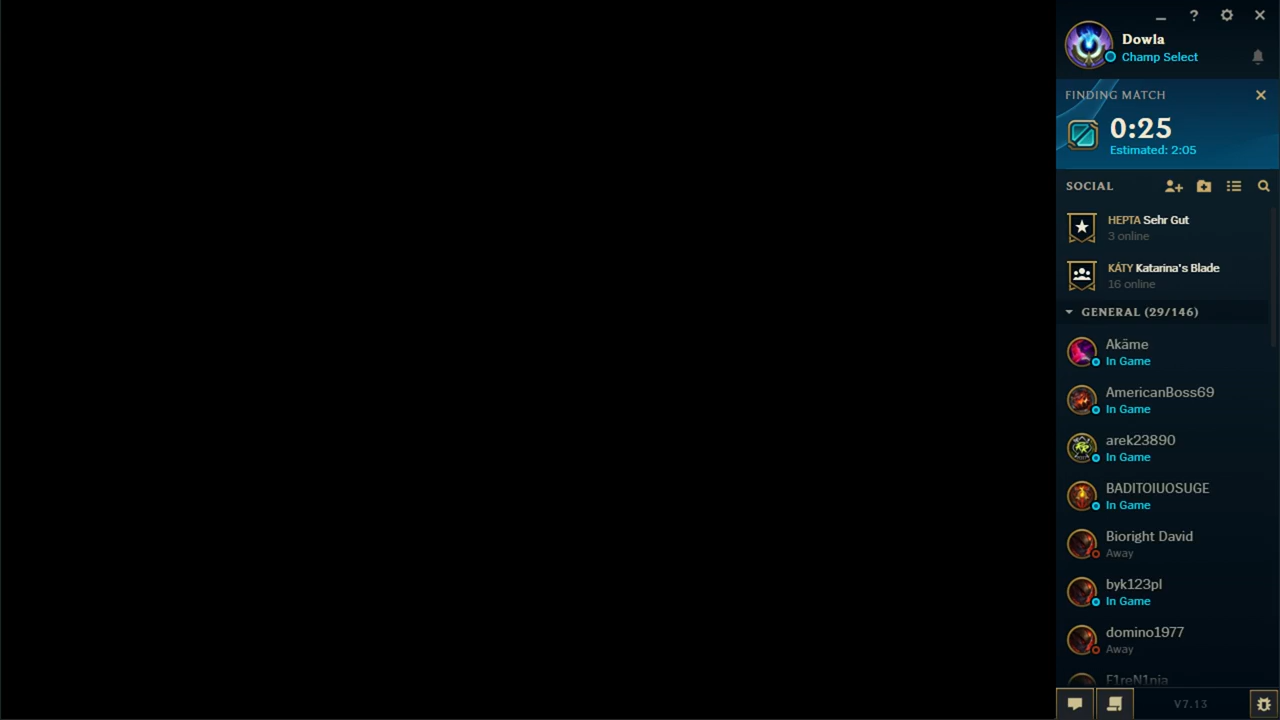 Dowla
Champ Select
FINDING MATCH
0:25
Estimated: 2:05
SOCIAL
HEPTA Sehr Gut
3 online
KÁTY Katarina's Blade
16 online
GENERAL (29/146)
Akãme
In Game
AmericanBoss69
In Game
arek23890
In Game
BADITOIUOSUGE
In Game
Bioright David
Away
byk123pl
In Game
domino1977
Away
F1reN1nja
V7.13